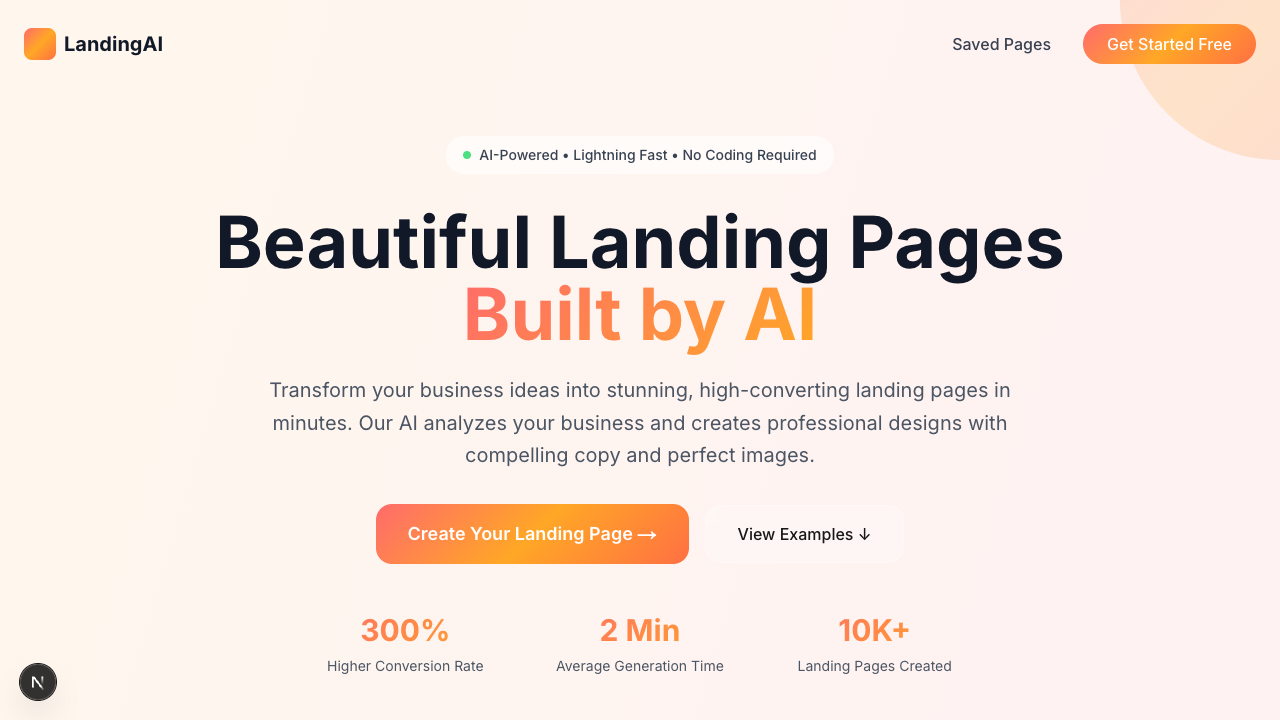 LandingAI
Saved Pages
Get Started Free
AI-Powered • Lightning Fast • No Coding Required
Beautiful Landing Pages
Built by AI
Transform your business ideas into stunning, high-converting landing pages in
minutes. Our AI analyzes your business and creates professional designs with
compelling copy and perfect images.
Create Your Landing Page →
View Examples ↓
300%
2 Min
10K+
Higher Conversion Rate
Average Generation Time
Landing Pages Created
N